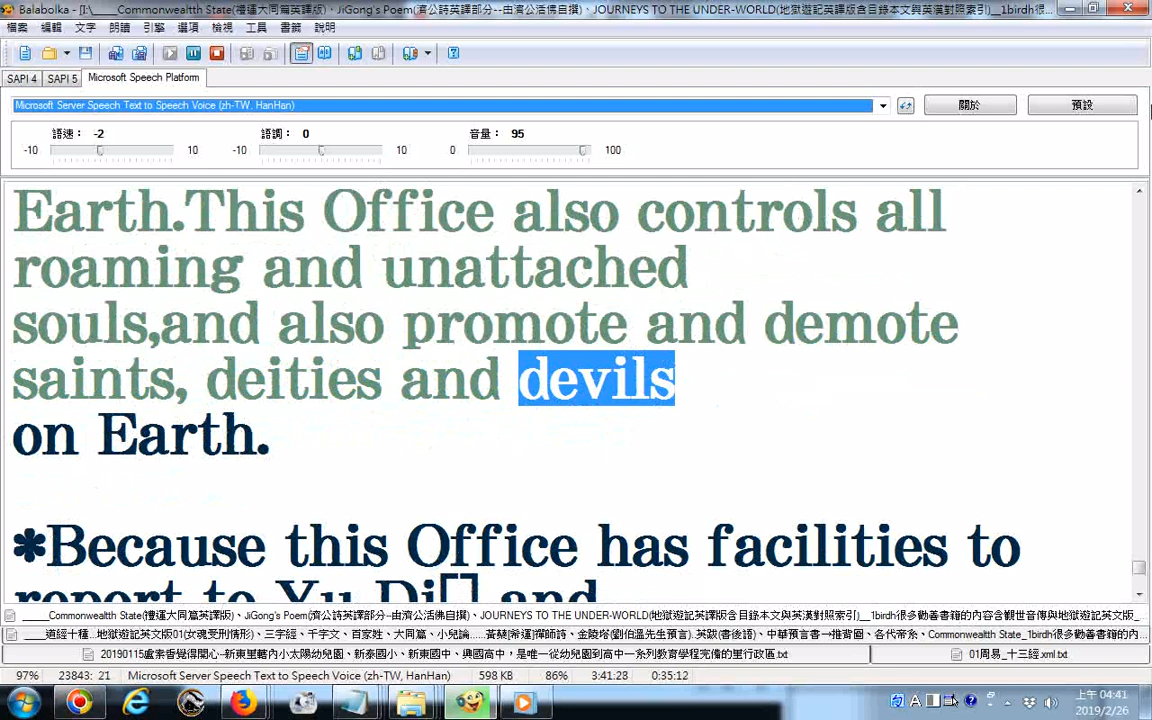 Balabolka - [I:\_____Commonwealtth State(禮運大同篇英譯版)、JiGong's Poem(濟公詩英譯部分--由濟公活佛自撰)、JOURNEYS TO THE UNDER-WORLD(地獄遊記英譯版含目錄本文與英漢對照索引)__1birdh很...
檔案 編輯 文字 朗讀 引擎 選項 檢視 工具 書籤 說明
SAPI 4 SAPI 5 Microsoft Speech Platform
Microsoft Server Speech Text to Speech Voice (zh-TW, HanHan) 關於 預設
語速： -2 語調： 0 音量： 95
-10 10 -10 10 0 100
Earth.This Office also controls all
roaming and unattached
souls,and also promote and demote
saints, deities and devils
on Earth.
*Because this Office has facilities to
report to Yu Di and
_____Commonwealtth State(禮運大同篇英譯版)、JiGong's Poem(濟公詩英譯部分--由濟公活佛自撰)、JOURNEYS TO THE UNDER-WORLD(地獄遊記英譯版含目錄本文與英漢對照索引)__1birdh很多勸善書籍的內容含觀世音傳與地獄遊記英文版...
道經十種...地獄遊記英文版01(女魂受刑情形)、三字經、千字文、百家姓、大同篇、小兒論......黃蘗[希運]禪師詩、金陵塔(劉伯溫先生預言)、英跋(書後語)、中華預言書—推背圖、各代帝系、Commonwealth State_1birdh很多勸善書籍的內...
20190115盧素香覺得開心--新東里轄內小太陽幼兒園、新泰國小、新東國中、興國高中，是唯一從幼兒園到高中一系列教育學程完備的里行政區.txt 01周易_十三經.xml.txt
97% 23843: 21 Microsoft Server Speech Text to Speech Voice (zh-TW, HanHan) 598 KB 86% 3:41:28 0:35:12
上午 04:41
2019/2/26